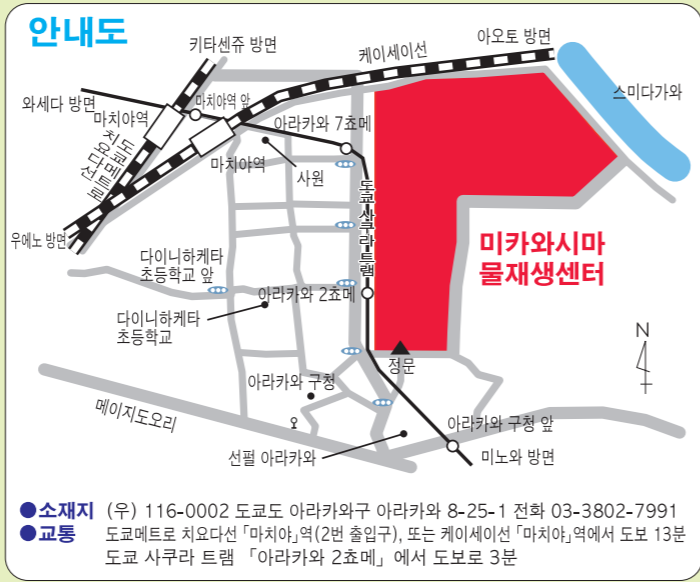 안내도
키타센쥬 방면
케이세이선
아오토 방면
와세다 방면
마치야역 앞
마치야역
아라카와 7쵸메
스미다가와
도쿄메트로
치요다선
마치야역
사원
도쿄 사쿠라 트램
우에노 방면
다이니하케타
초등학교 앞
미카와시마
물재생센터
아라카와 2쵸메
다이니하케타
초등학교
N
정문
아라카와 구청
메이지도오리
아라카와 구청 앞
선펄 아라카와
미노와 방면
●소재지 (우) 116-0002 도쿄도 아라카와구 아라카와 8-25-1 전화 03-3802-7991
●교통 도쿄메트로 치요다선 「마치야」역(2번 출입구), 또는 케이세이선 「마치야」역에서 도보 13분
도쿄 사쿠라 트램 「아라카와 2쵸메」에서 도보로 3분